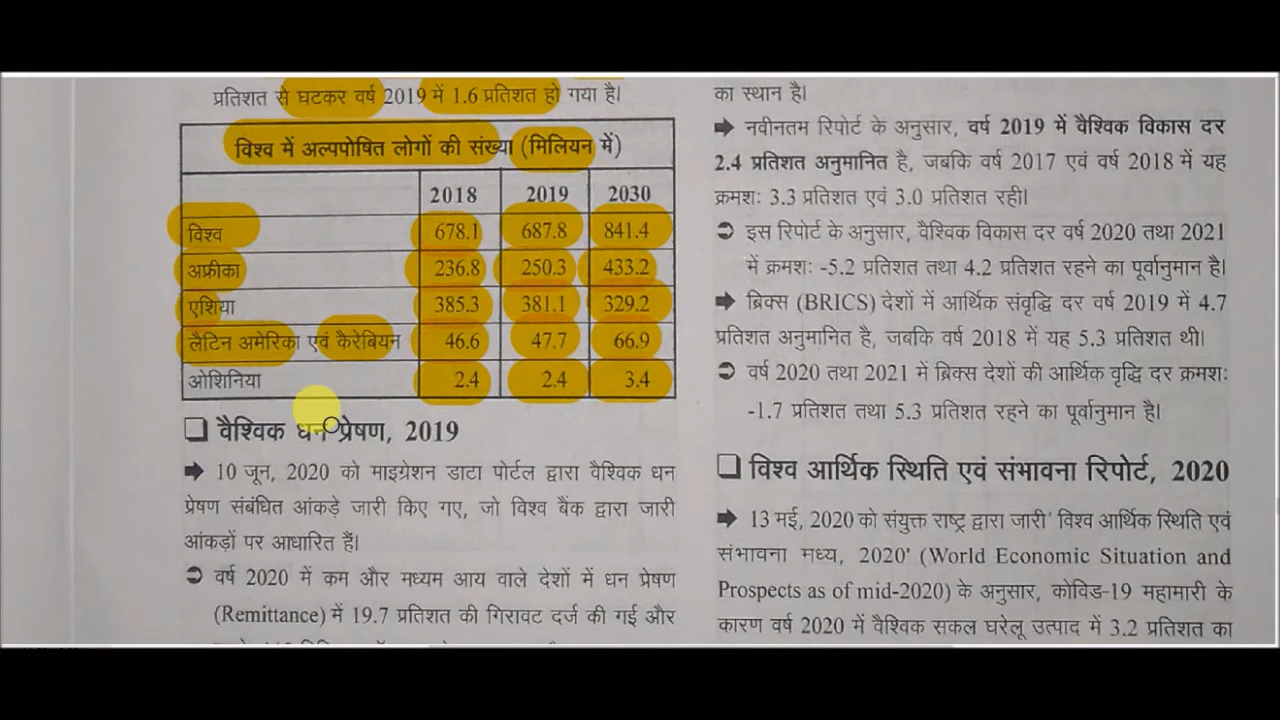 प्रतिशत से घटकर वर्ष 2019 में 1.6 प्रतिशत हो गया है।
विश्व में अल्पपोषित लोगों की संख्या (मिलियन में)
2018 2019 2030
विश्व 678.1 687.8 841.4
अफ्रीका 236.8 250.3 433.2
एशिया 385.3 381.1 329.2
लैटिन अमेरिका एवं कैरेबियन 46.6 47.7 66.9
ओशिनिया 2.4 2.4 3.4
❑ वैश्विक धन प्रेषण, 2019
➡ 10 जून, 2020 को माइग्रेशन डाटा पोर्टल द्वारा वैश्विक धन
प्रेषण संबंधित आंकड़े जारी किए गए, जो विश्व बैंक द्वारा जारी
आंकड़ों पर आधारित हैं।
➲ वर्ष 2020 में कम और मध्यम आय वाले देशों में धन प्रेषण
(Remittance) में 19.7 प्रतिशत की गिरावट दर्ज की गई और
का स्थान है।
➡ नवीनतम रिपोर्ट के अनुसार, वर्ष 2019 में वैश्विक विकास दर
2.4 प्रतिशत अनुमानित है, जबकि वर्ष 2017 एवं वर्ष 2018 में यह
क्रमश: 3.3 प्रतिशत एवं 3.0 प्रतिशत रही।
➲ इस रिपोर्ट के अनुसार, वैश्विक विकास दर वर्ष 2020 तथा 2021
में क्रमश: -5.2 प्रतिशत तथा 4.2 प्रतिशत रहने का पूर्वानुमान है।
➡ ब्रिक्स (BRICS) देशों में आर्थिक संवृद्धि दर वर्ष 2019 में 4.7
प्रतिशत अनुमानित है, जबकि वर्ष 2018 में यह 5.3 प्रतिशत थी।
➲ वर्ष 2020 तथा 2021 में ब्रिक्स देशों की आर्थिक वृद्धि दर क्रमश:
-1.7 प्रतिशत तथा 5.3 प्रतिशत रहने का पूर्वानुमान है।
❑ विश्व आर्थिक स्थिति एवं संभावना रिपोर्ट, 2020
➡ 13 मई, 2020 को संयुक्त राष्ट्र द्वारा जारी' विश्व आर्थिक स्थिति एवं
संभावना मध्य, 2020' (World Economic Situation and
Prospects as of mid-2020) के अनुसार, कोविड-19 महामारी के
कारण वर्ष 2020 में वैश्विक सकल घरेलू उत्पाद में 3.2 प्रतिशत का